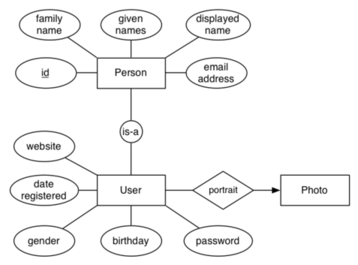 family
name
given
names
displayed
name
id
Person
email
address
is-a
website
date
registered
User
portrait
Photo
gender
birthday
password